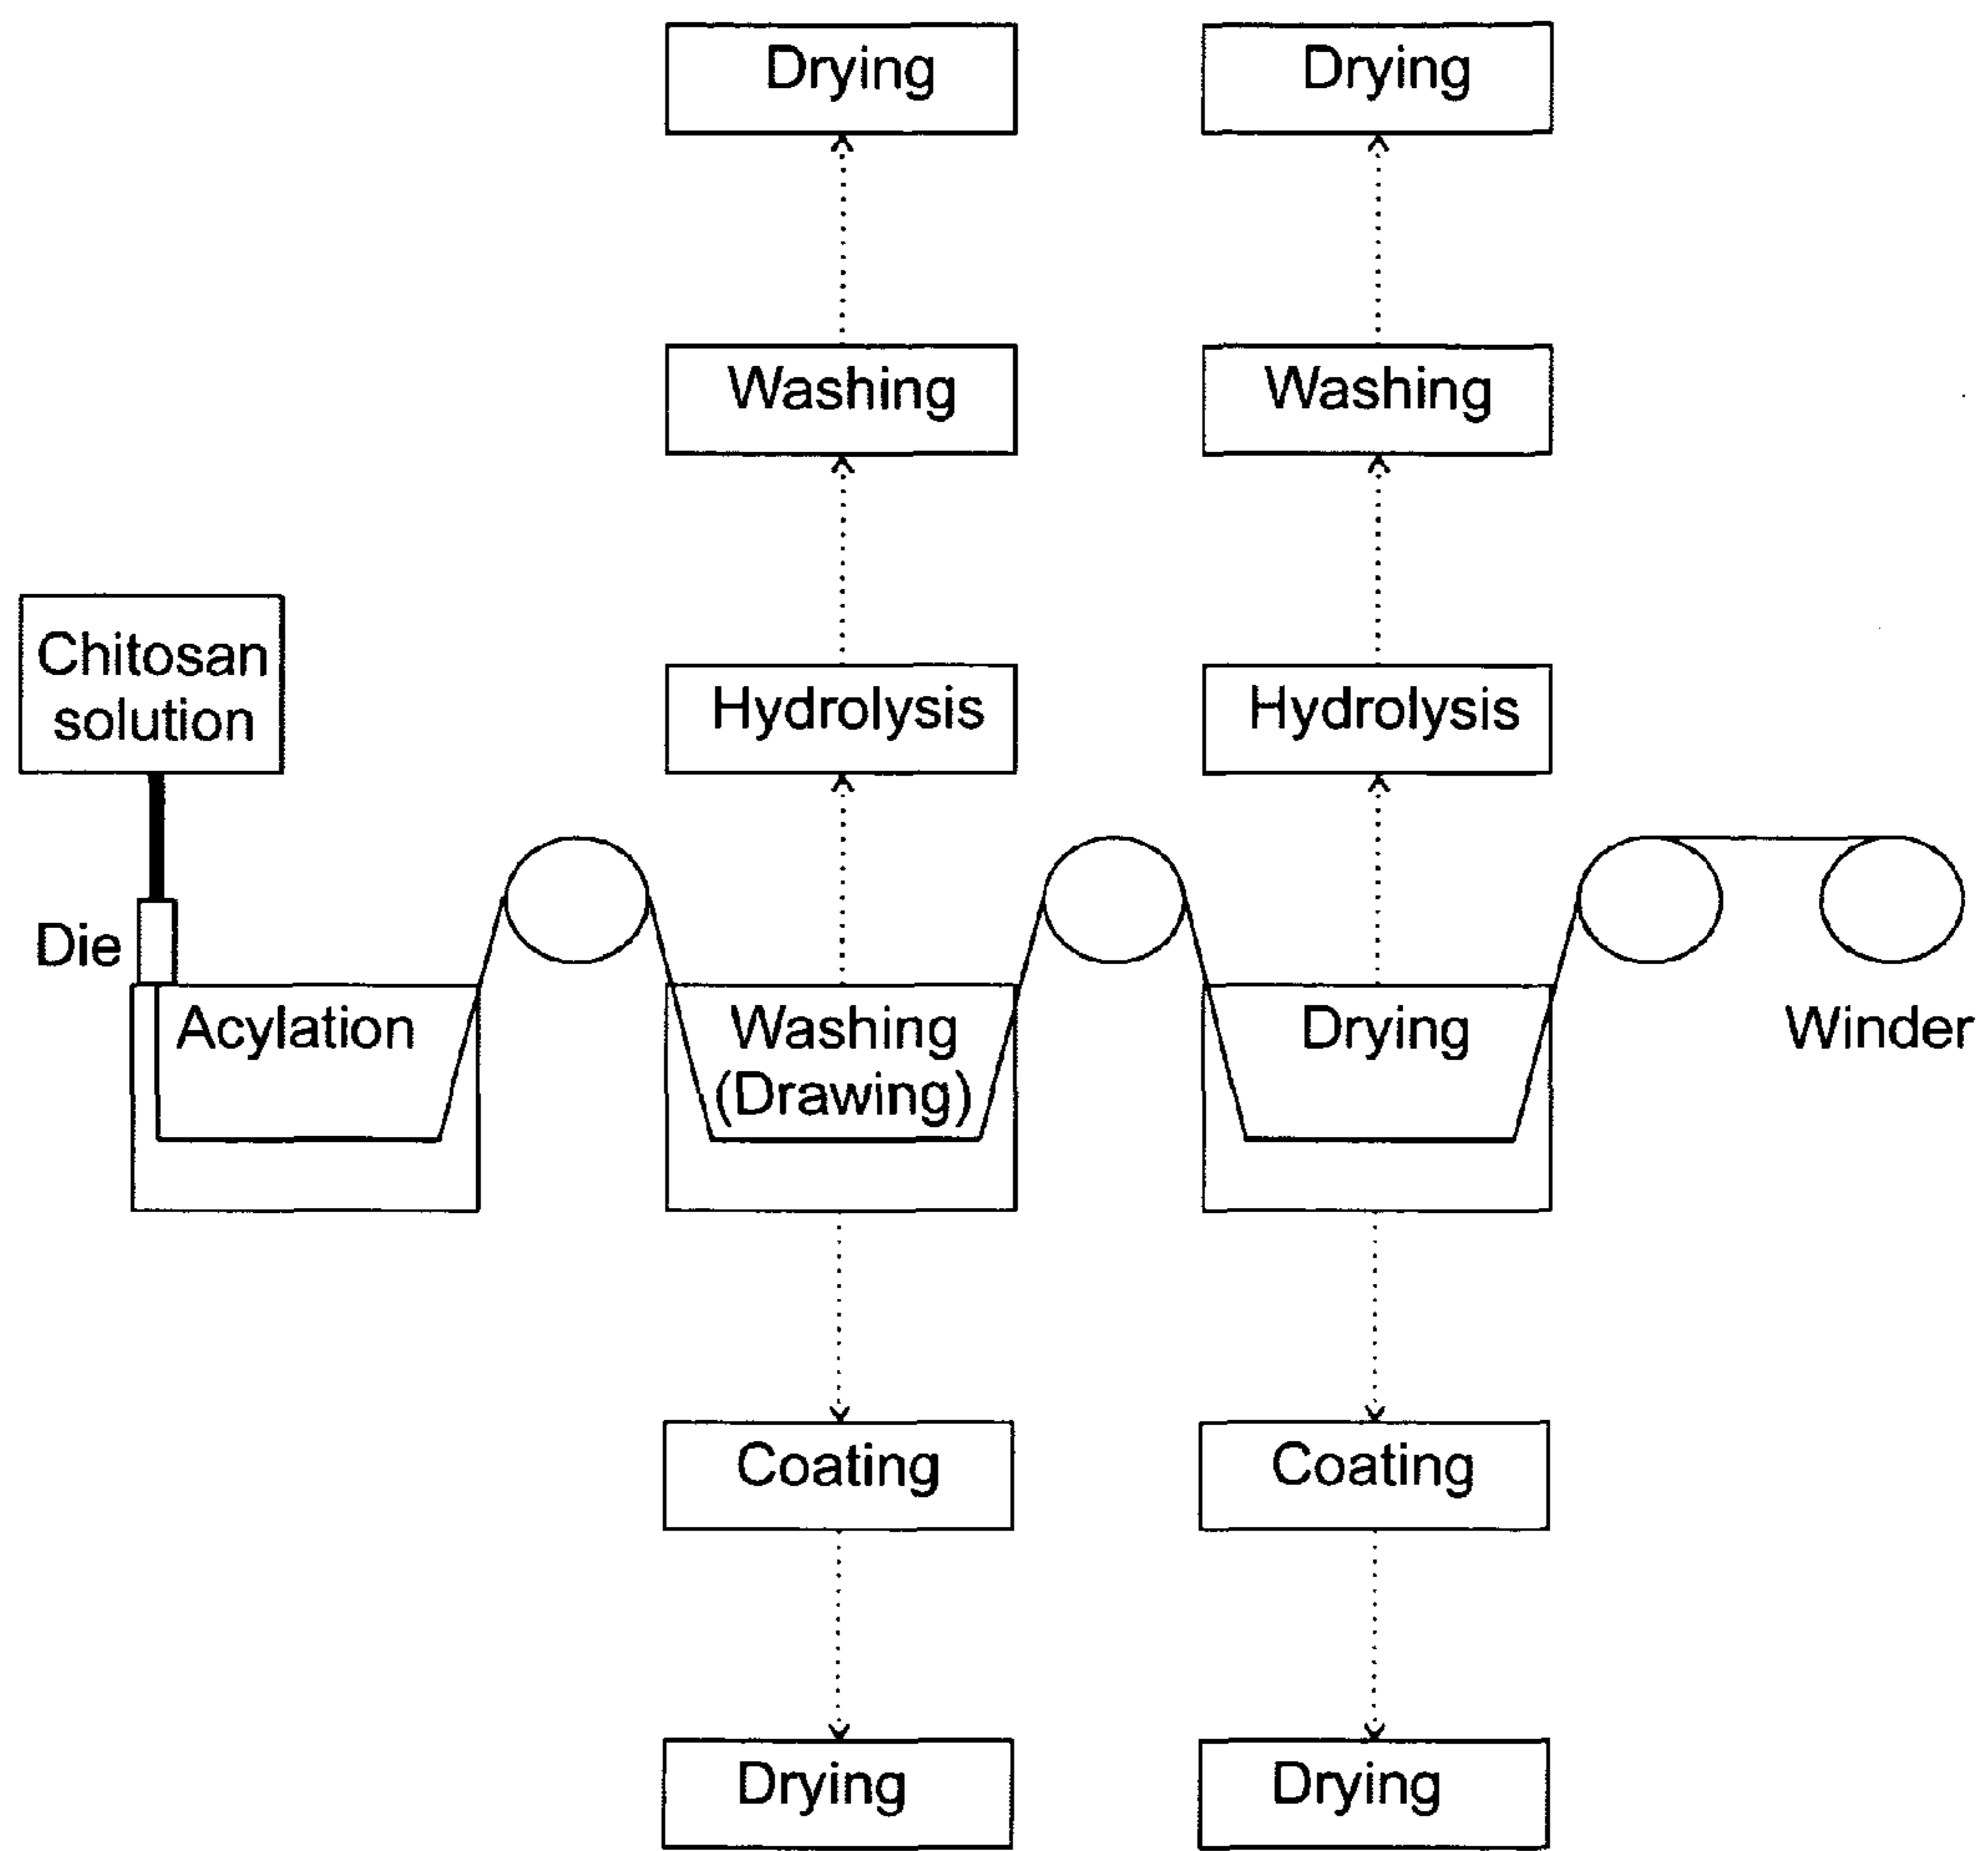 Drying
Drying
Washing
Washing
Chitosan
solution
Hydrolysis
Hydrolysis
Die
Acylation
Washing
(Drawing)
Drying
Winder
Coating
Coating
Drying
Drying